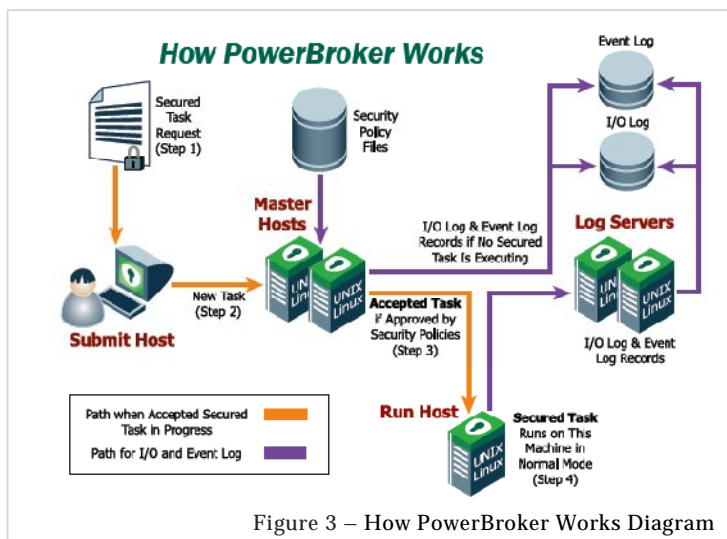 How PowerBroker Works
Event Log
Secured
Task
Request
(Step 1)
Security
Policy
Files
I/O Log
Master
Hosts
I/O Log & Event Log
Records if No Secured
Task Is Executing
Log Servers
New Task
(Step 2)
UNIX
Linux
UNIX
Linux
Accepted Task
if Approved by
Security Policies
(Step 3)
UNIX
Linux
UNIX
Linux
Submit Host
I/O Log & Event
Log Records
Path when Accepted Secured
Task in Progress
Path for I/O and Event Log
Run Host
UNIX
Linux
Secured Task
Runs on This
Machine in
Normal Mode
(Step 4)
Figure 3 – How PowerBroker Works Diagram